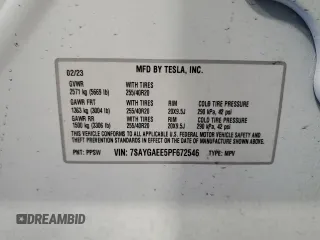 02/23 MFD BY TESLA, INC.
GVWR WITH TIRES
2571 kg (5669 lb) 255/40R20
GAWR FRT WITH TIRES RIM COLD TIRE PRESSURE
1363 kg (3004 lb) 255/40R20 20X9.5J 290 kPa, 42 psi
GAWR RR WITH TIRES RIM COLD TIRE PRESSURE
1500 kg (3306 lb) 255/40R20 20X9.5J 290 kPa, 42 psi
THIS VEHICLE CONFORMS TO ALL APPLICABLE FEDERAL MOTOR VEHICLE SAFETY AND
THEFT PREVENTION STANDARDS IN EFFECT ON THE DATE OF MANUFACTURE SHOWN ABOVE.
PNT: PPSW VIN: 7SAYGAEE5PF672546 TYPE: MPV
DREAMBID
DREAMBID.COM